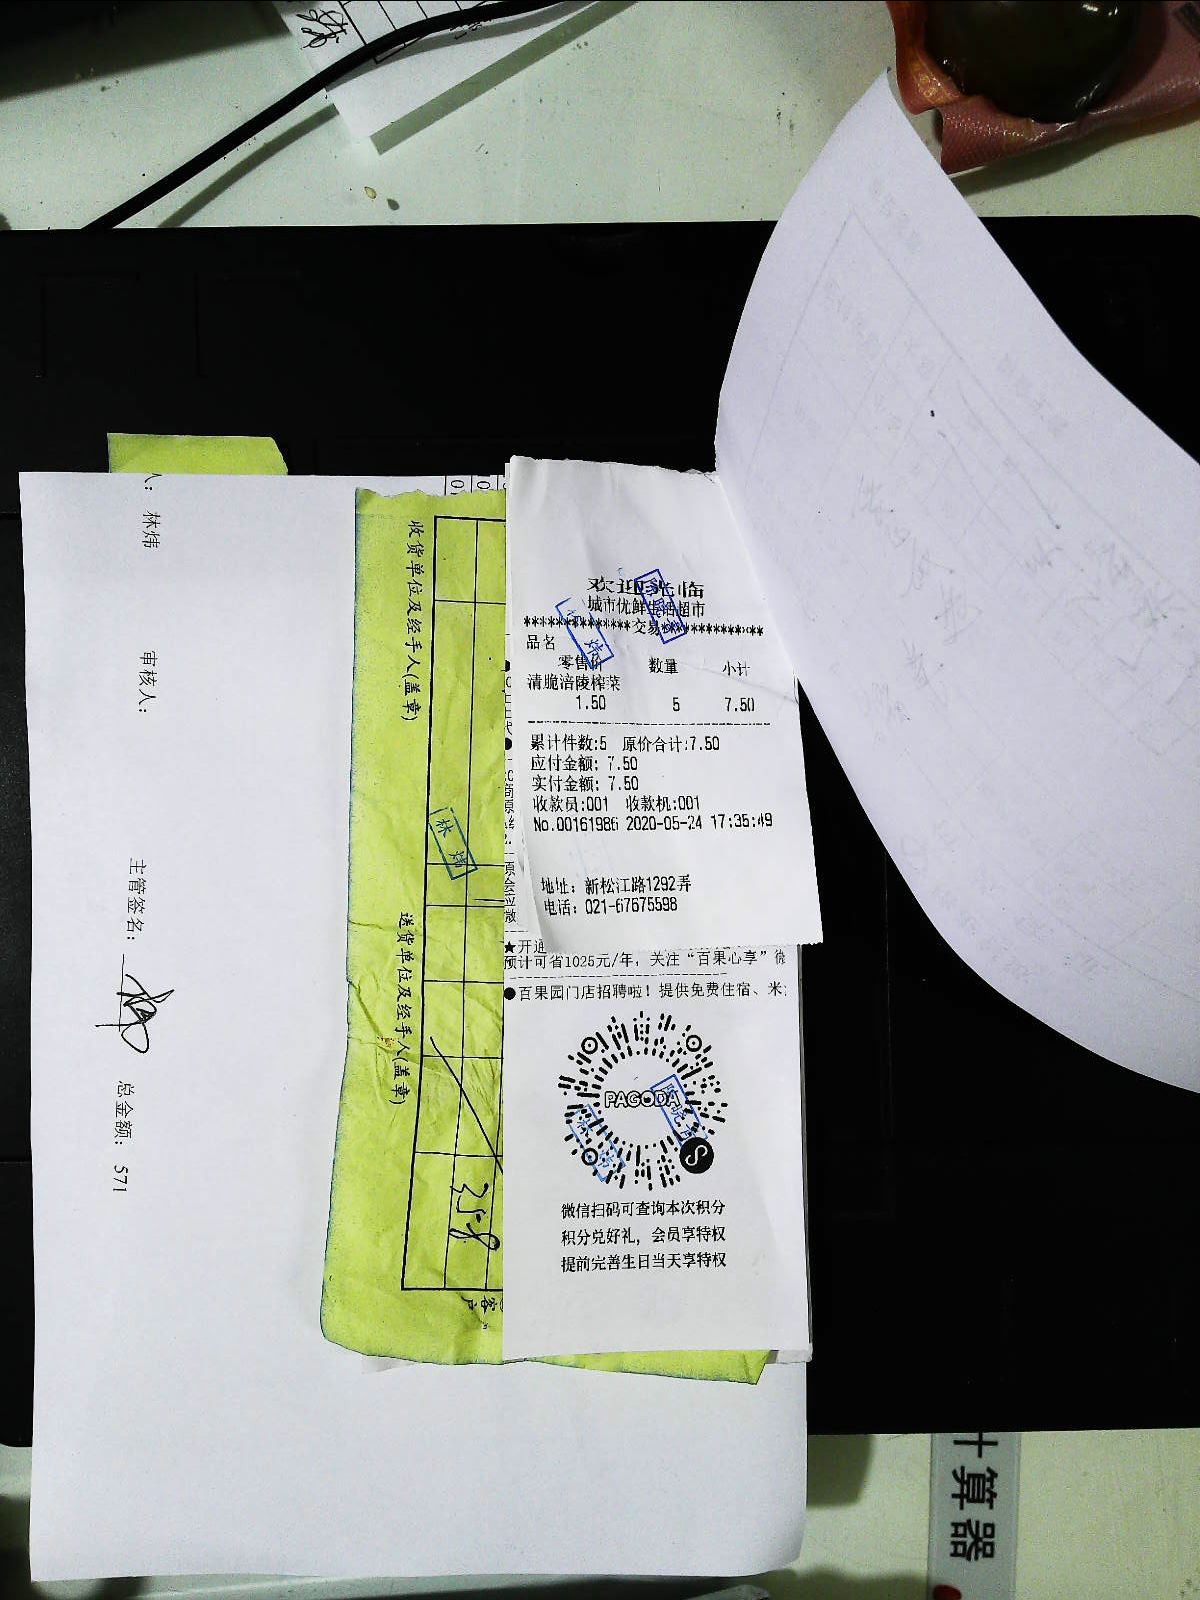 欢迎光临
城市优鲜生活超市
*************交易*************
品名
零售价 数量 小计
清脆涪陵榨菜
1.50 5 7.50
累计件数:5 原价合计:7.50
应付金额: 7.50
实付金额: 7.50
收款员:001 收款机:001
No.00161986 2020-05-24 17:35:49
地址: 新松江路1292弄
电话: 021-67675598
★开通
预计可省1025元/年, 关注“百果心享”微
●百果园门店招聘啦! 提供免费住宿、米
PAGODA
微信扫码可查询本次积分
积分兑好礼, 会员享特权
提前完善生日当天享特权
收货单位及经手人(盖章)
送货单位及经手人(盖章)
林炜
358
客户
人: 林炜
审核人:
主管签名:
总金额: 571
计算器